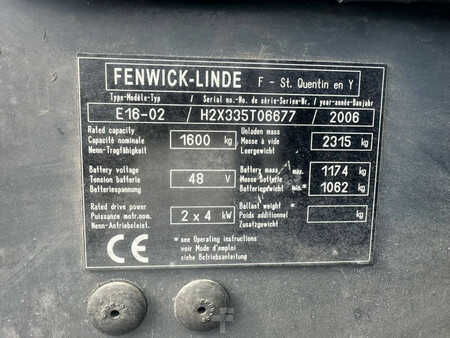 FENWICK-LINDE F - St. Quentin en Y
Type-Modèle-Typ / Serial no.-No. de série-Serien-Nr. / year-année-Baujahr
E16-02 / H2X335T06677 / 2006
Rated capacity
Capacité nominale
Nenn-Tragfähigkeit
1600 kg
Unladen mass
Masse à vide
Leergewicht
2315 kg
Battery voltage
Tension batterie
Batteriespannung
48 V
Battery mass max.
Masse Batterie
Batteriegewicht min.
1174 kg
1062 kg
Rated drive power
Puissance motr.nom.
Nenn-Antriebsleist.
2 x 4 kW
Ballast weight *
Poids additionnel
Zusatzgewicht
kg
CE
* see Operating instructions
voir Mode d'emploi
siehe Betriebsanleitung